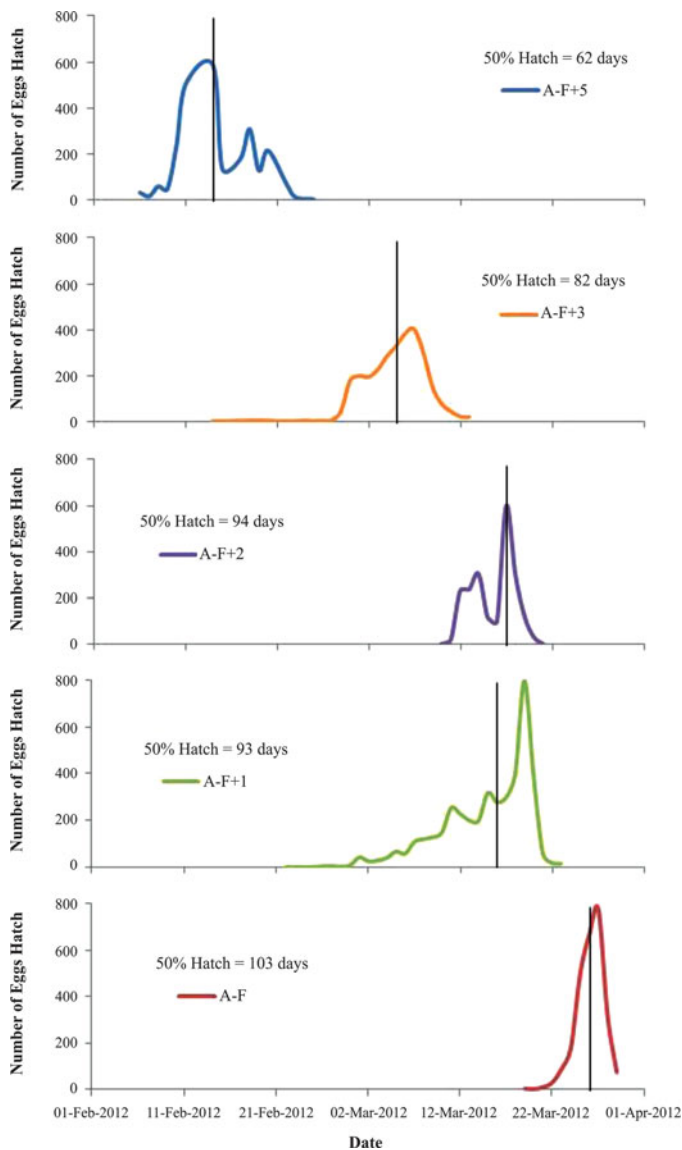 Number of Eggs Hatch
800
600
400
200
0
50% Hatch = 62 days
A-F+5
Number of Eggs Hatch
800
600
400
200
0
50% Hatch = 82 days
A-F+3
Number of Eggs Hatch
800
600
400
200
0
50% Hatch = 94 days
A-F+2
Number of Eggs Hatch
800
600
400
200
0
50% Hatch = 93 days
A-F+1
Number of Eggs Hatch
800
600
400
200
0
50% Hatch = 103 days
A-F
01-Feb-2012 11-Feb-2012 21-Feb-2012 02-Mar-2012 12-Mar-2012 22-Mar-2012 01-Apr-2012
Date